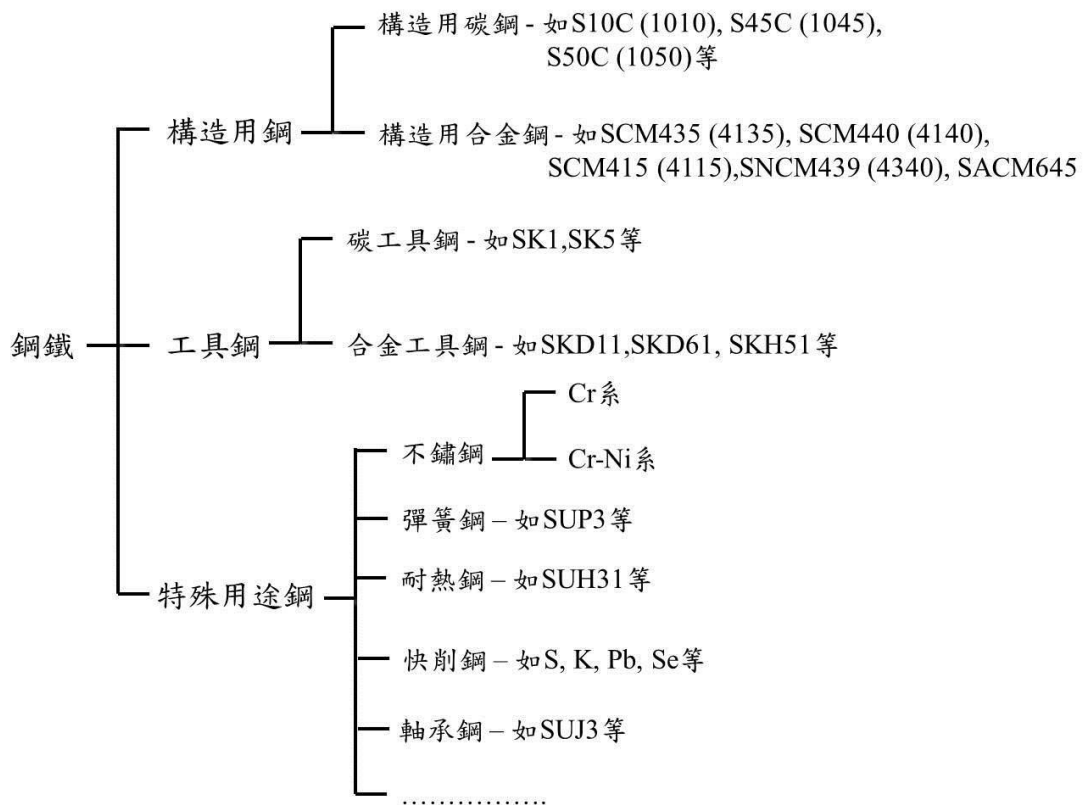 構造用碳鋼 - 如S10C (1010), S45C (1045),
S50C (1050)等
構造用鋼
構造用合金鋼 - 如SCM435 (4135), SCM440 (4140),
SCM415 (4115),SNCM439 (4340), SACM645
碳工具鋼 - 如SK1,SK5等
鋼鐵
工具鋼
合金工具鋼 - 如SKD11,SKD61, SKH51等
Cr系
不鏽鋼
Cr-Ni系
彈簧鋼 – 如SUP3等
耐熱鋼 – 如SUH31等
特殊用途鋼
快削鋼 – 如S, K, Pb, Se等
軸承鋼 – 如SUJ3等
................